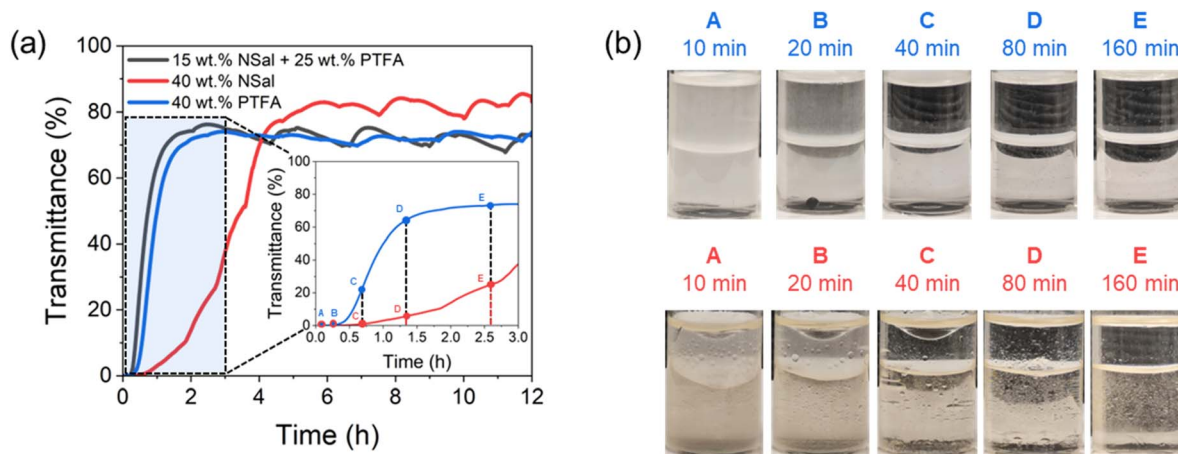 (a)
Transmittance (%)
100
80
60
40
20
0
15 wt.% NSal + 25 wt.% PTFA
40 wt.% NSal
40 wt.% PTFA
Transmittance (%)
100
80
60
40
20
0
A
B
C
D
E
C
D
E
0.0 0.5 1.0 1.5 2.0 2.5 3.0
Time (h)
0 2 4 6 8 10 12
Time (h)
(b)
A B C D E
10 min 20 min 40 min 80 min 160 min
A B C D E
10 min 20 min 40 min 80 min 160 min